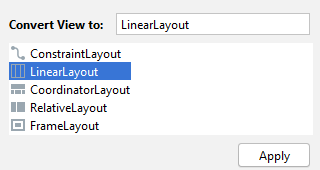 Convert View to: LinearLayout
ConstraintLayout
LinearLayout
CoordinatorLayout
RelativeLayout
FrameLayout
Apply